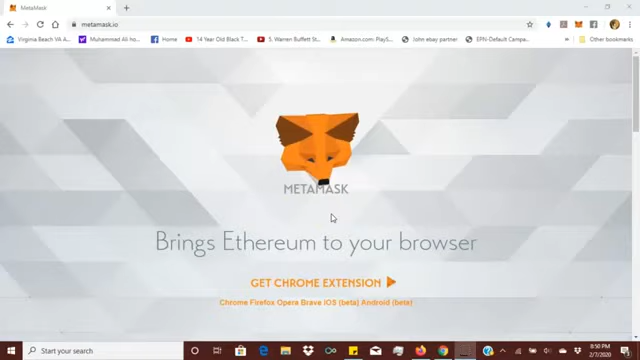 MetaMask
metamask.io
Virginia Beach VA A...
Muhammad Ali ho...
Home
14 Year Old Black T...
5, Warren Buffett St...
Amazon.com: PlayS...
John ebay partner
EPN-Default Campa...
Other bookmarks
METAMASK
Brings Ethereum to your browser
GET CHROME EXTENSION
Chrome Firefox Opera Brave iOS (beta) Android (beta)
Start your search
8:50 PM
2/7/2020